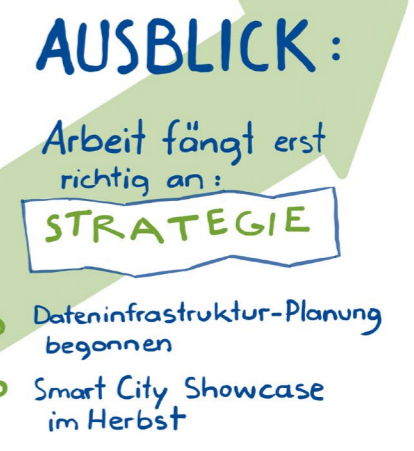 AUSBLICK:
Arbeit fängt erst
richtig an:
STRATEGIE
Dateninfrastruktur-Planung
begonnen
Smart City Showcase
im Herbst